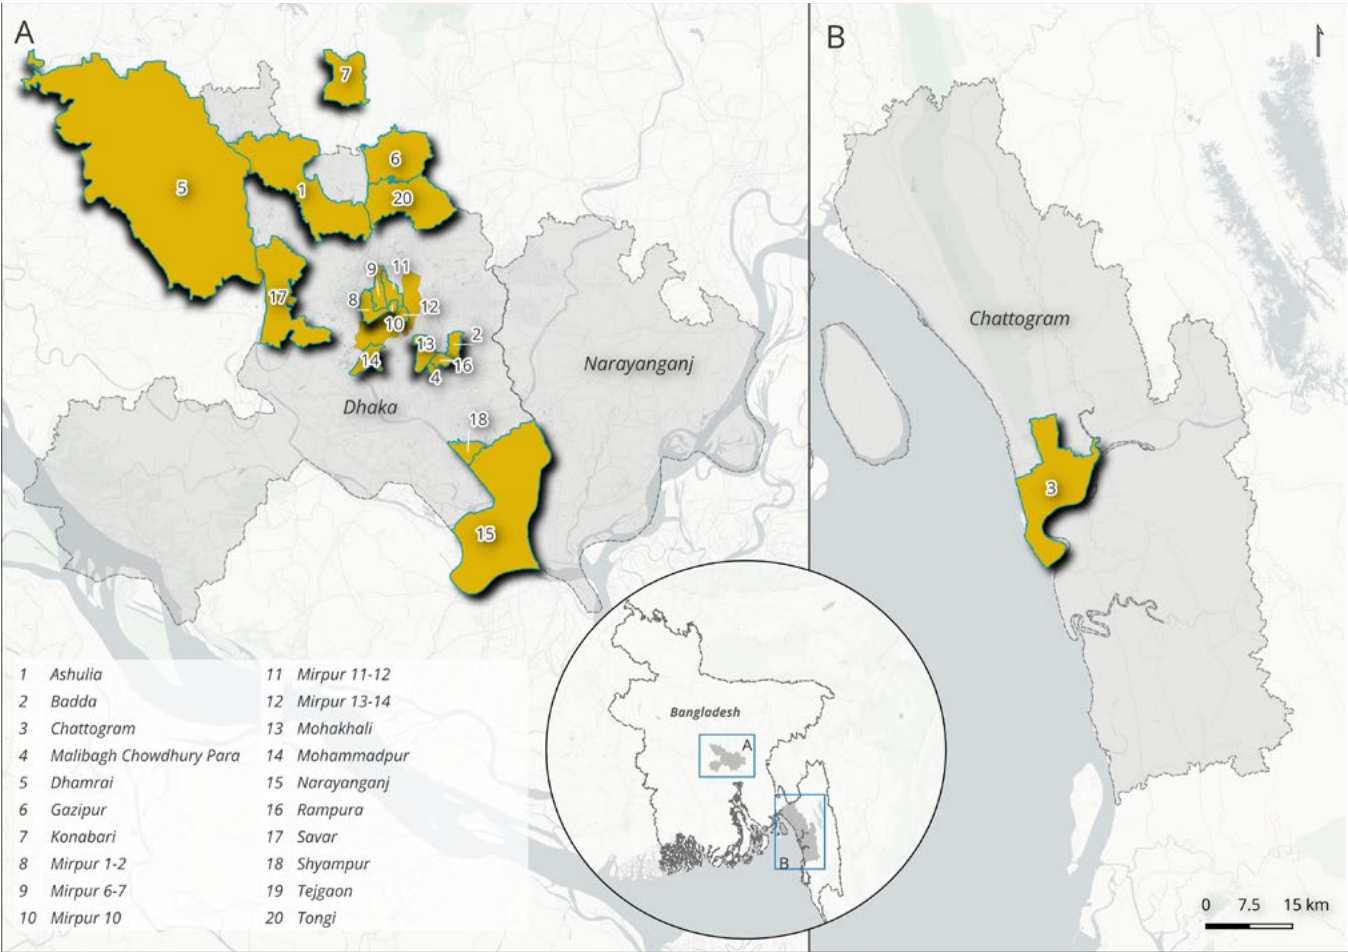 A
B
7
6
5
1
20
9
11
17
8
12
10
2
13
14
16
4
Chattogram
Narayanganj
Dhaka
18
3
15
1 Ashulia
2 Badda
3 Chattogram
4 Malibagh Chowdhury Para
5 Dhamrai
6 Gazipur
7 Konabari
8 Mirpur 1-2
9 Mirpur 6-7
10 Mirpur 10
11 Mirpur 11-12
12 Mirpur 13-14
13 Mohakhali
14 Mohammadpur
15 Narayanganj
16 Rampura
17 Savar
18 Shyampur
19 Tejgaon
20 Tongi
Bangladesh
A
B
0 7.5 15 km